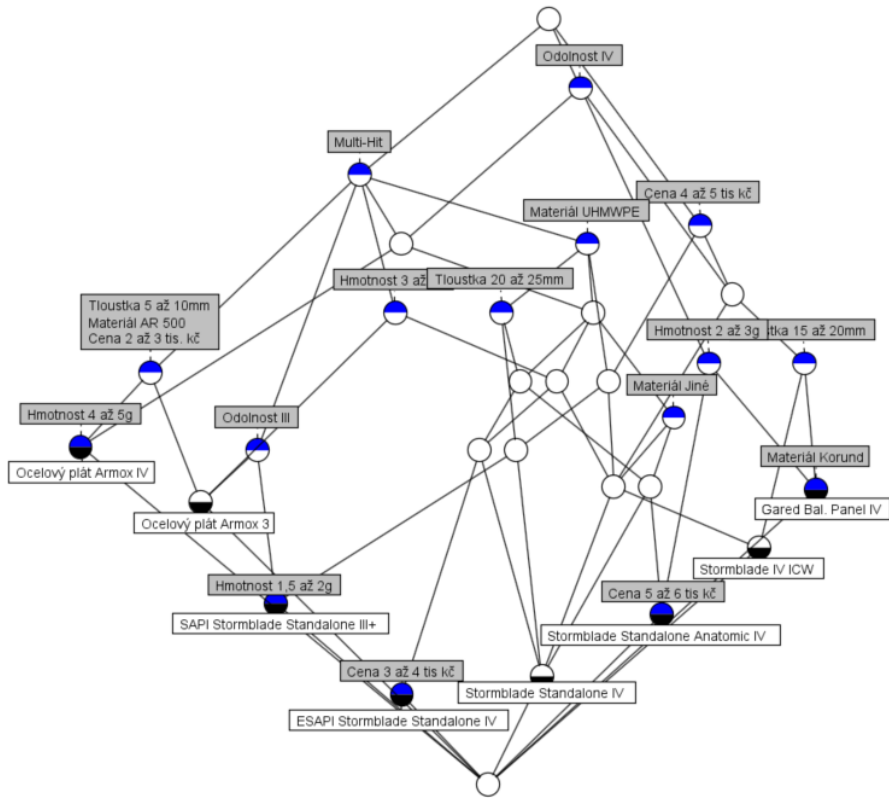 Odolnost IV
Multi-Hit
Cena 4 až 5 tis kč
Materiál UHMWPE
Hmotnost 3 až
Tloustka 20 až 25mm
Tloustka 5 až 10mm
Materiál AR 500
Cena 2 až 3 tis. kč
Hmotnost 2 až 3g
stka 15 až 20mm
Materiál Jiné
Hmotnost 4 až 5g
Odolnost III
Ocelový plát Armox IV
Materiál Korund
Gared Bal. Panel IV
Ocelový plát Armox 3
Stormblade IV ICW
Hmotnost 1,5 až 2g
SAPI Stormblade Standalone III+
Cena 5 až 6 tis kč
Stormblade Standalone Anatomic IV
Cena 3 až 4 tis kč
Stormblade Standalone IV
ESAPI Stormblade Standalone IV